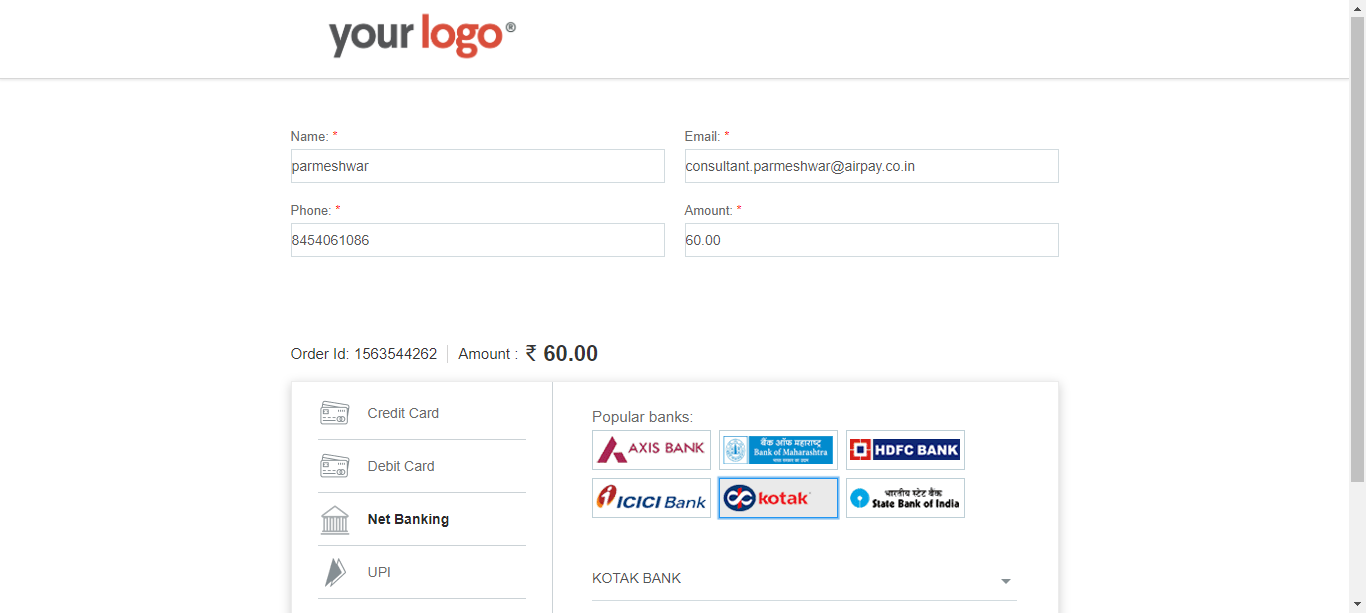 your logo®
Name: *
Email: *
parmeshwar
consultant.parmeshwar@airpay.co.in
Phone: *
Amount: *
8454061086
60.00
Order Id: 1563544262 Amount : ₹ 60.00
Credit Card
Debit Card
Net Banking
UPI
Popular banks:
AXIS BANK
बैंक ऑफ महाराष्ट्र
Bank of Maharashtra
HDFC BANK
ICICI Bank
kotak
भारतीय स्टेट बैंक
State Bank of India
KOTAK BANK